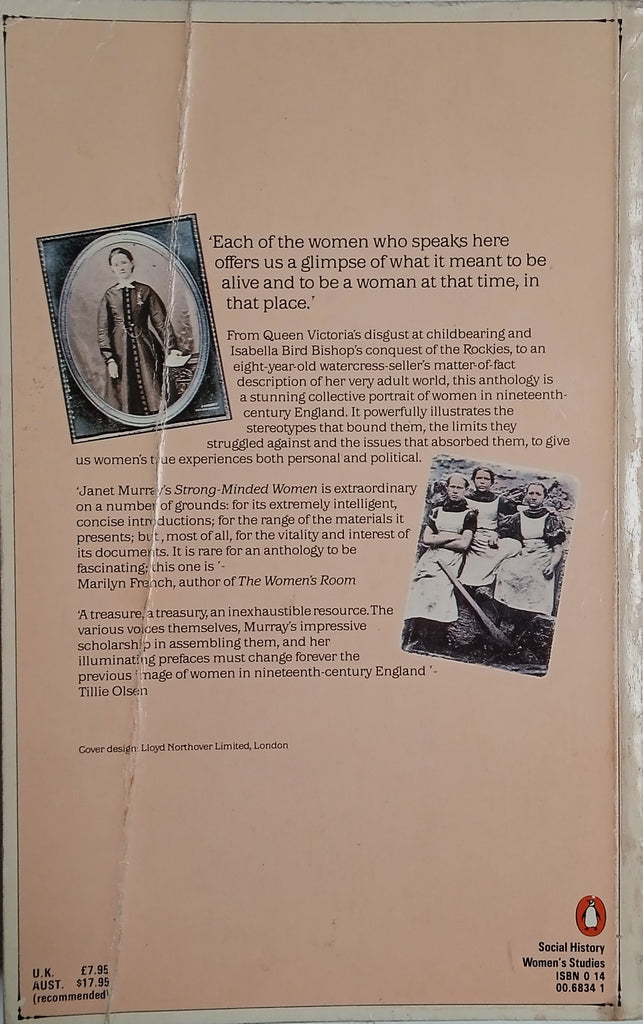 'Each of the women who speaks here
offers us a glimpse of what it meant to be
alive and to be a woman at that time, in
that place.'
From Queen Victoria's disgust at childbearing and
Isabella Bird Bishop's conquest of the Rockies, to an
eight-year-old watercress-seller's matter-of-fact
description of her very adult world, this anthology is
a stunning collective portrait of women in nineteenth-
century England. It powerfully illustrates the
stereotypes that bound them, the limits they
struggled against and the issues that absorbed them, to give
us women's true experiences both personal and political.
'Janet Murray's Strong-Minded Women is extraordinary
on a number of grounds: for its extremely intelligent,
concise introductions; for the range of the materials it
presents; but, most of all, for the vitality and interest of
its documents. It is rare for an anthology to be
fascinating; this one is'-
Marilyn French, author of The Women's Room
'A treasure, a treasury, an inexhaustible resource. The
various voices themselves, Murray's impressive
scholarship in assembling them, and her
illuminating prefaces must change forever the
previous image of women in nineteenth-century England'-
Tillie Olsen
Cover design: Lloyd Northover Limited, London
U.K. £7.95
AUST. $17.95
(recommended)
Social History
Women's Studies
ISBN 0 14
00.6834 1